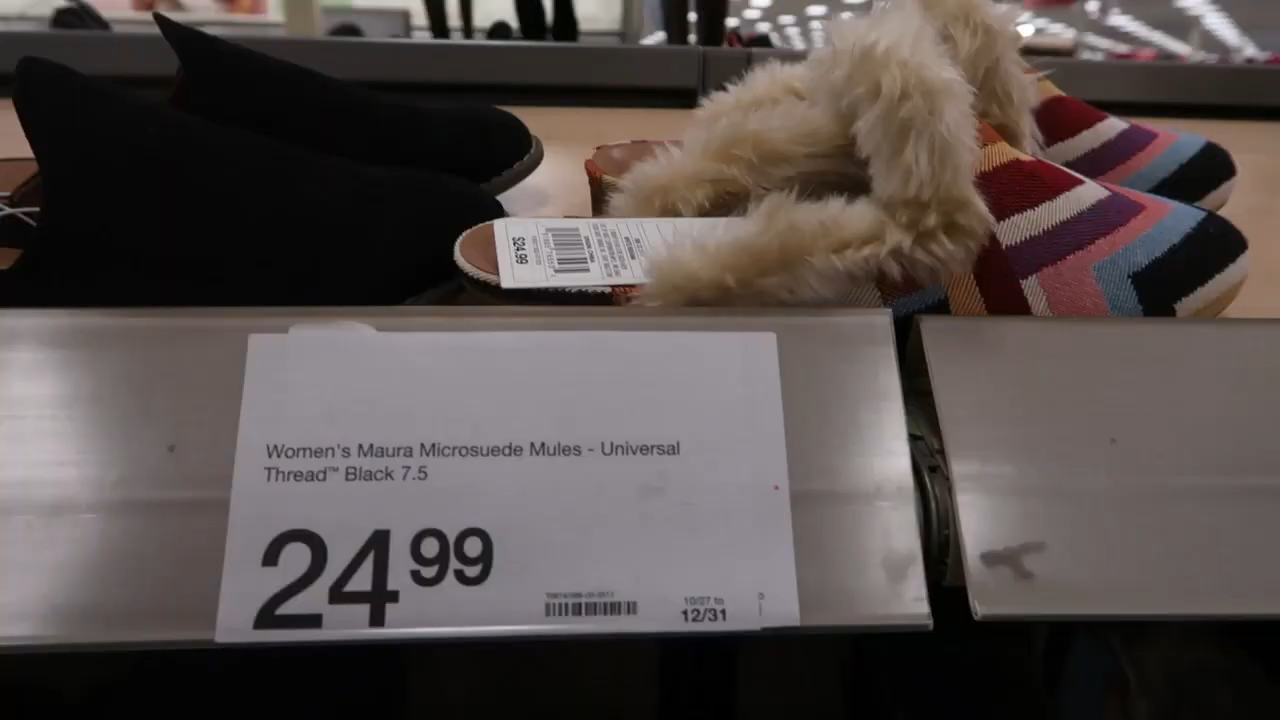 $24.99
Women's Maura Microsuede Mules - Universal
Thread™ Black 7.5
24 99
10/27 to
12/31